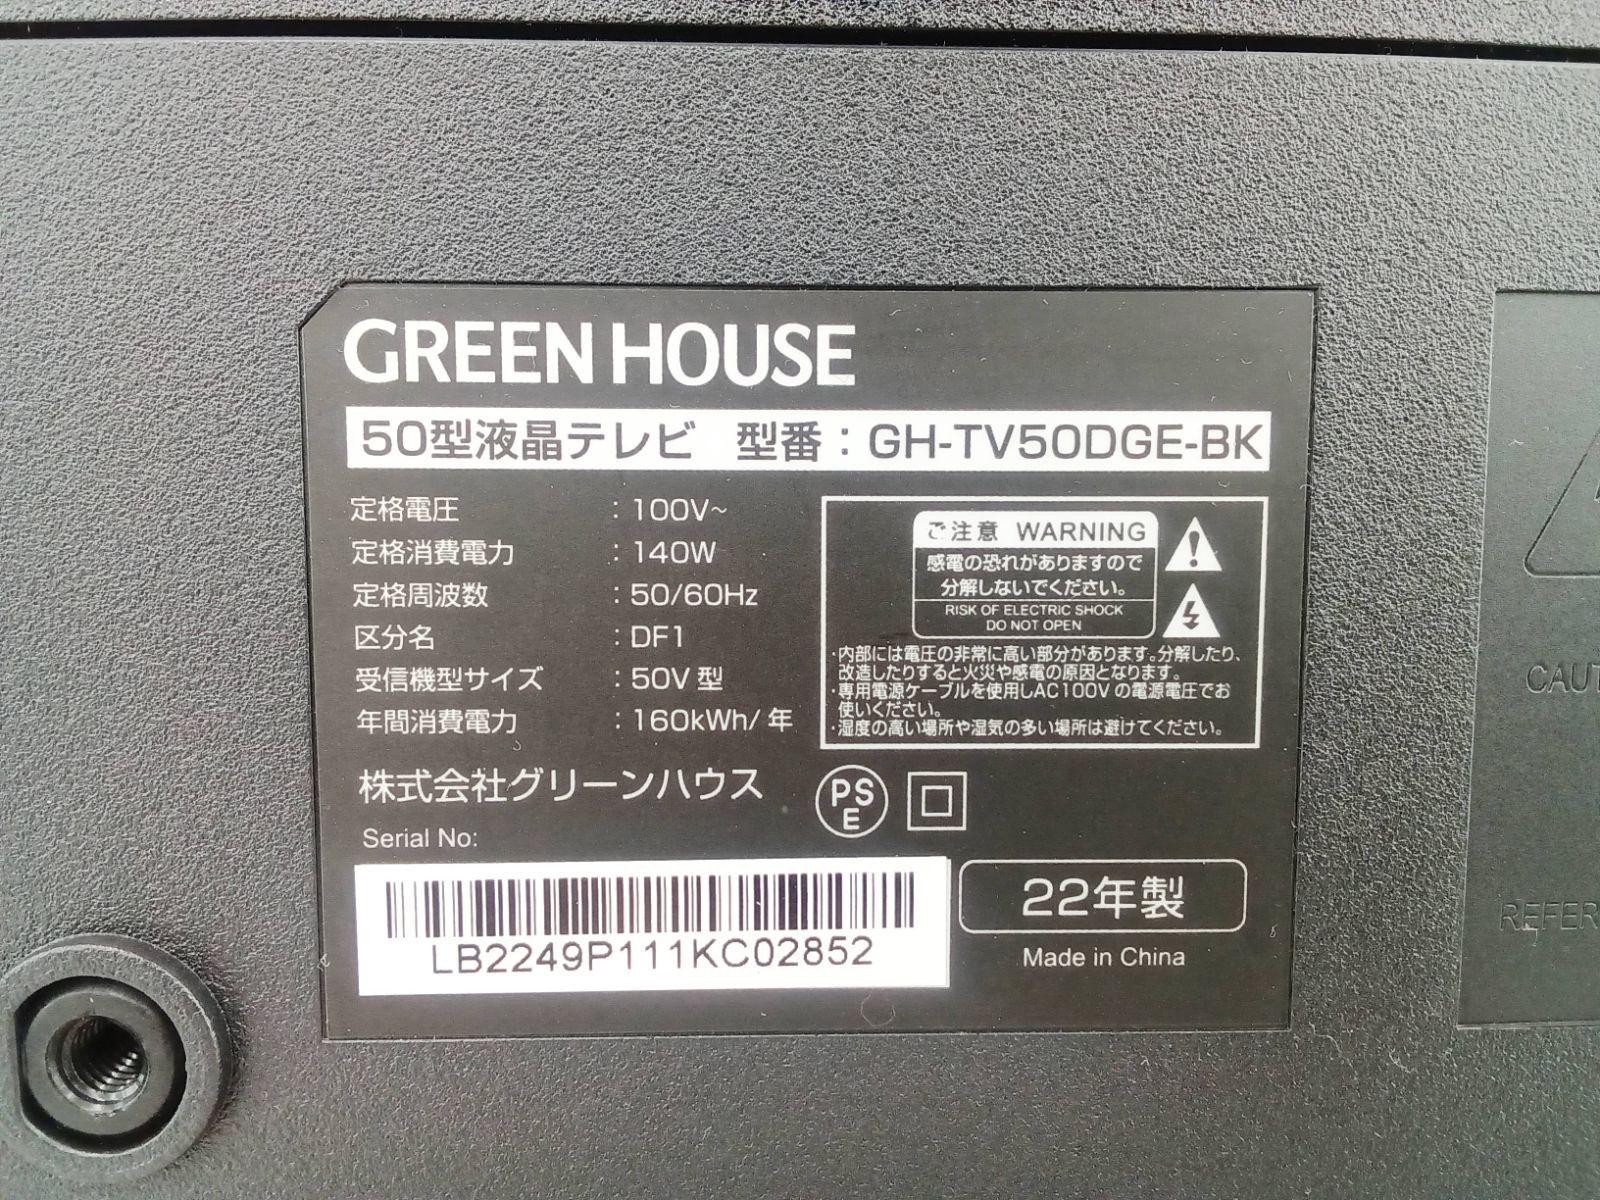 GREEN HOUSE
50型液晶テレビ 型番：GH-TV50DGE-BK
定格電圧 : 100V~
定格消費電力 : 140W
定格周波数 : 50/60Hz
区分名 : DF1
受信機型サイズ : 50V 型
年間消費電力 : 160kWh/ 年
ご注意 WARNING
感電の恐れがありますので
分解しないでください。
RISK OF ELECTRIC SHOCK
DO NOT OPEN
・内部には電圧の非常に高い部分があります。分解したり、
改造したりすると火災や感電の原因となります。
・専用電源ケーブルを使用しAC100V の電源電圧でお
使いください。
・湿度の高い場所や湿気の多い場所は避けてください。
株式会社グリーンハウス
PS
E
Serial No:
LB2249P111KC02852
22年製
Made in China
CAUT
REFER